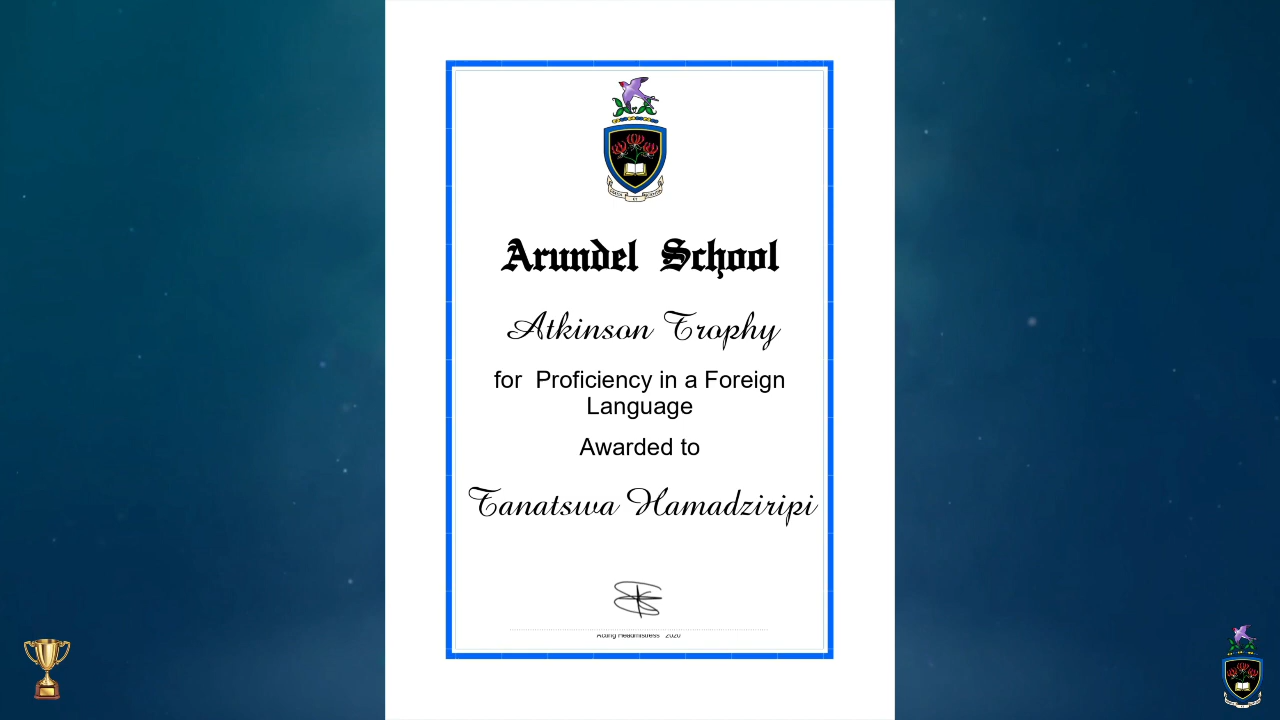 Arundel School
Atkinson Trophy
for Proficiency in a Foreign
Language
Awarded to
Tanatswa Hamadziripi
Acting Headmistress 2020